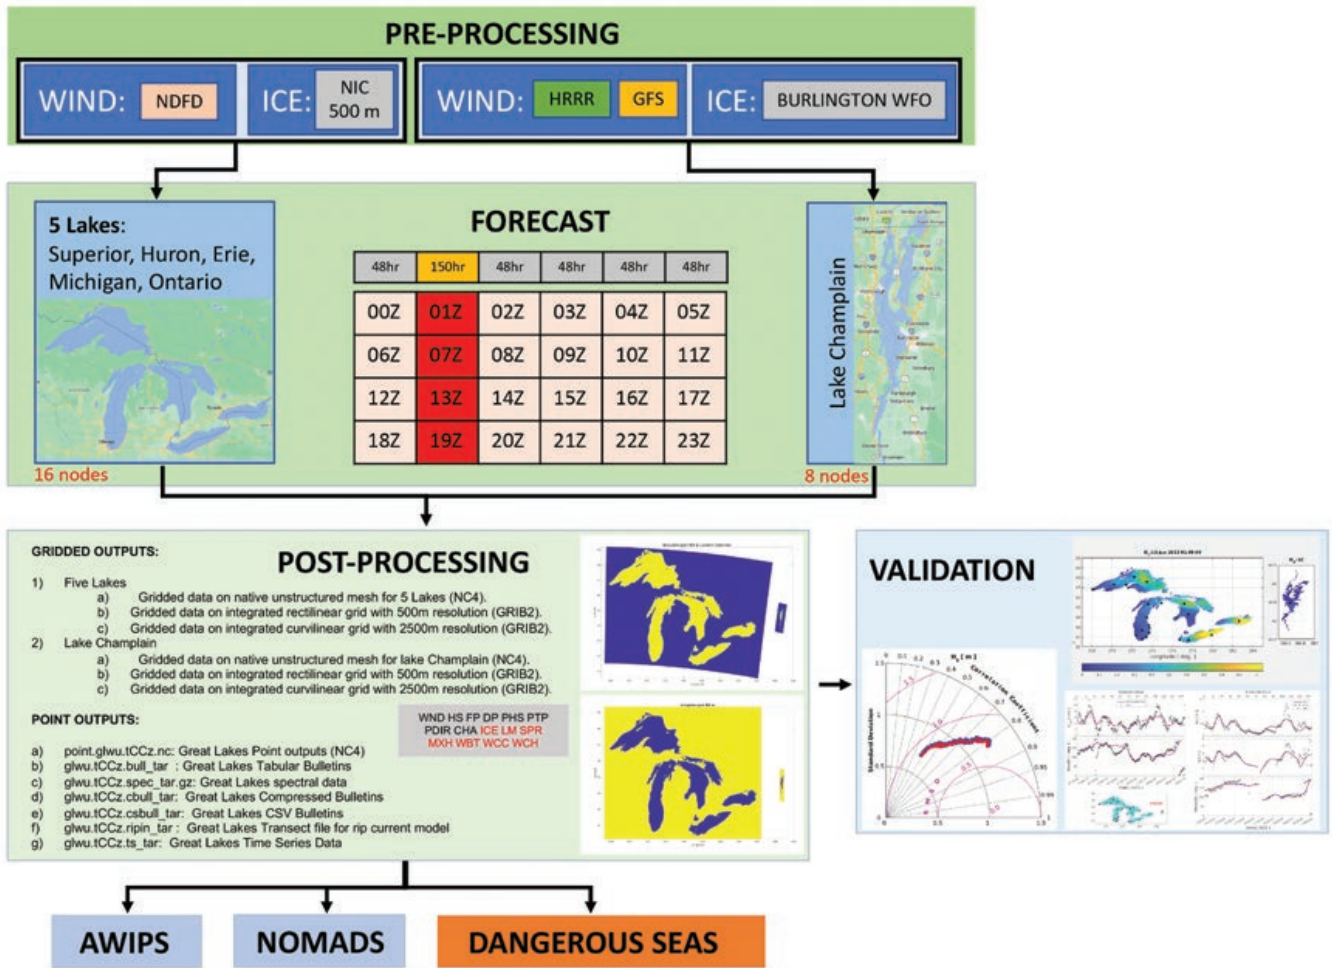 PRE-PROCESSING
WIND: NDFD ICE: NIC 500 m
WIND: HRRR GFS ICE: BURLINGTON WFO
5 Lakes:
Superior, Huron, Erie,
Michigan, Ontario
16 nodes
FORECAST
48hr 150hr 48hr 48hr 48hr 48hr
00Z 01Z 02Z 03Z 04Z 05Z
06Z 07Z 08Z 09Z 10Z 11Z
12Z 13Z 14Z 15Z 16Z 17Z
18Z 19Z 20Z 21Z 22Z 23Z
Lake Champlain
8 nodes
POST-PROCESSING
GRIDDED OUTPUTS:
1) Five Lakes
a) Gridded data on native unstructured mesh for 5 Lakes (NC4).
b) Gridded data on integrated rectilinear grid with 500m resolution (GRIB2).
c) Gridded data on integrated curvilinear grid with 2500m resolution (GRIB2).
2) Lake Champlain
a) Gridded data on native unstructured mesh for lake Champlain (NC4).
b) Gridded data on integrated rectilinear grid with 500m resolution (GRIB2).
c) Gridded data on integrated curvilinear grid with 2500m resolution (GRIB2).
POINT OUTPUTS:
a) point.glwu.tCCz.nc: Great Lakes Point outputs (NC4)
b) glwu.tCCz.bull_tar : Great Lakes Tabular Bulletins
c) glwu.tCCz.spec_tar.gz: Great Lakes spectral data
d) glwu.tCCz.cbull_tar: Great Lakes Compressed Bulletins
e) glwu.tCCz.csbull_tar: Great Lakes CSV Bulletins
f) glwu.tCCz.ripin_tar : Great Lakes Transect file for rip current model
g) glwu.tCCz.ts_tar: Great Lakes Time Series Data
WND HS FP DP PHS PTP
PDIR CHA ICE LM SPR
MXH WBT WCC WCH
VALIDATION
Correlation Coefficient
Standard Deviation
AWIPS
NOMADS
DANGEROUS SEAS